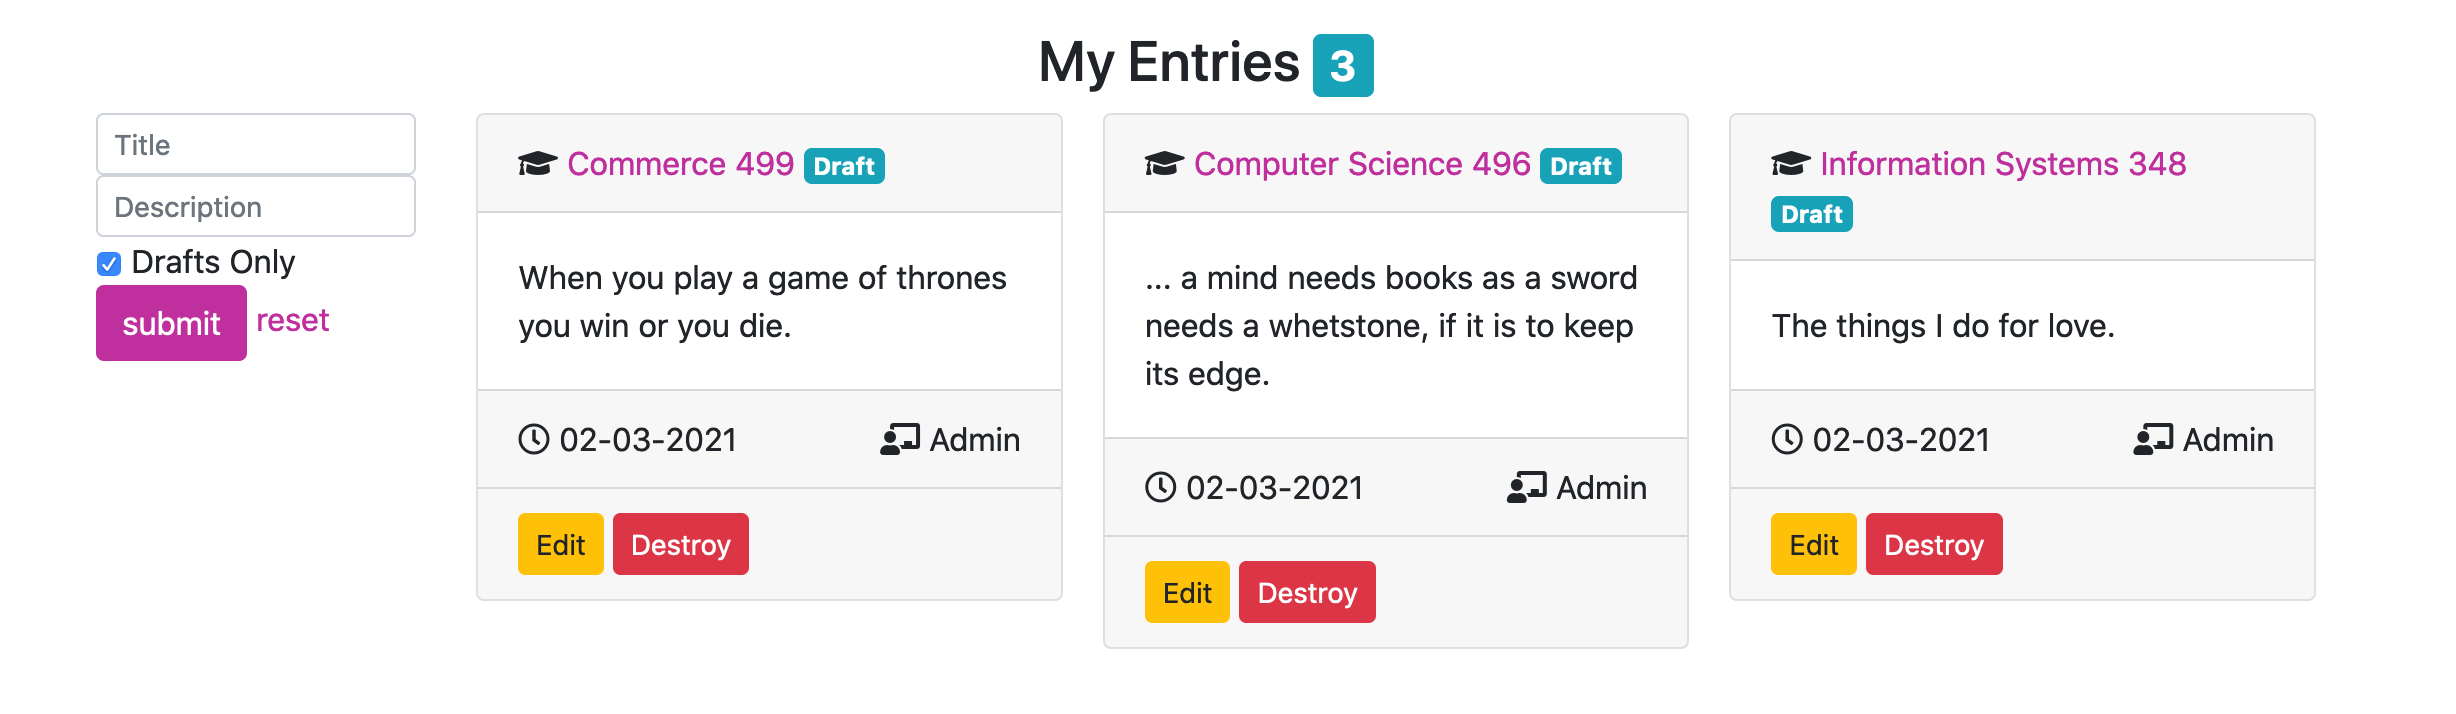 My Entries 3
Title
Description
Drafts Only
submit reset
Commerce 499 Draft
When you play a game of thrones
you win or you die.
02-03-2021 Admin
Edit Destroy
Computer Science 496 Draft
... a mind needs books as a sword
needs a whetstone, if it is to keep
its edge.
02-03-2021 Admin
Edit Destroy
Information Systems 348
Draft
The things I do for love.
02-03-2021 Admin
Edit Destroy